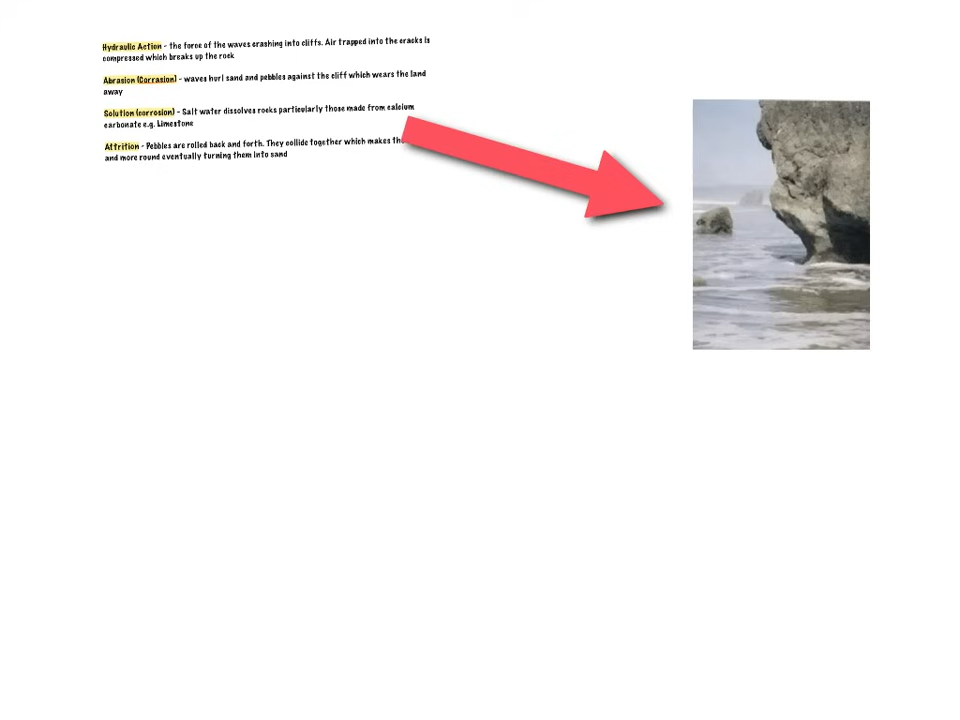 Hydraulic Action - the force of the waves crashing into cliffs. Air trapped into the cracks is
compressed which breaks up the rock
Abrasion (Corrasion) - waves hurl sand and pebbles against the cliff which wears the land
away
Solution (corrosion) - Salt water dissolves rocks particularly those made from calcium
carbonate e.g. Limestone
Attrition - Pebbles are rolled back and forth. They collide together which makes
and more round eventually turning them into sand